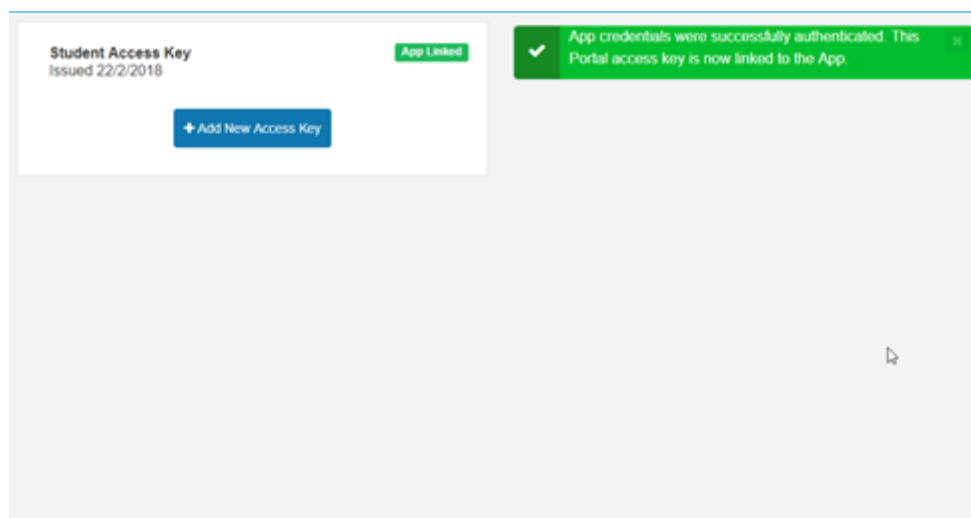 Student Access Key
App Linked
Issued 22/2/2018
+ Add New Access Key
App credentials were successfully authenticated. This
Portal access key is now linked to the App.